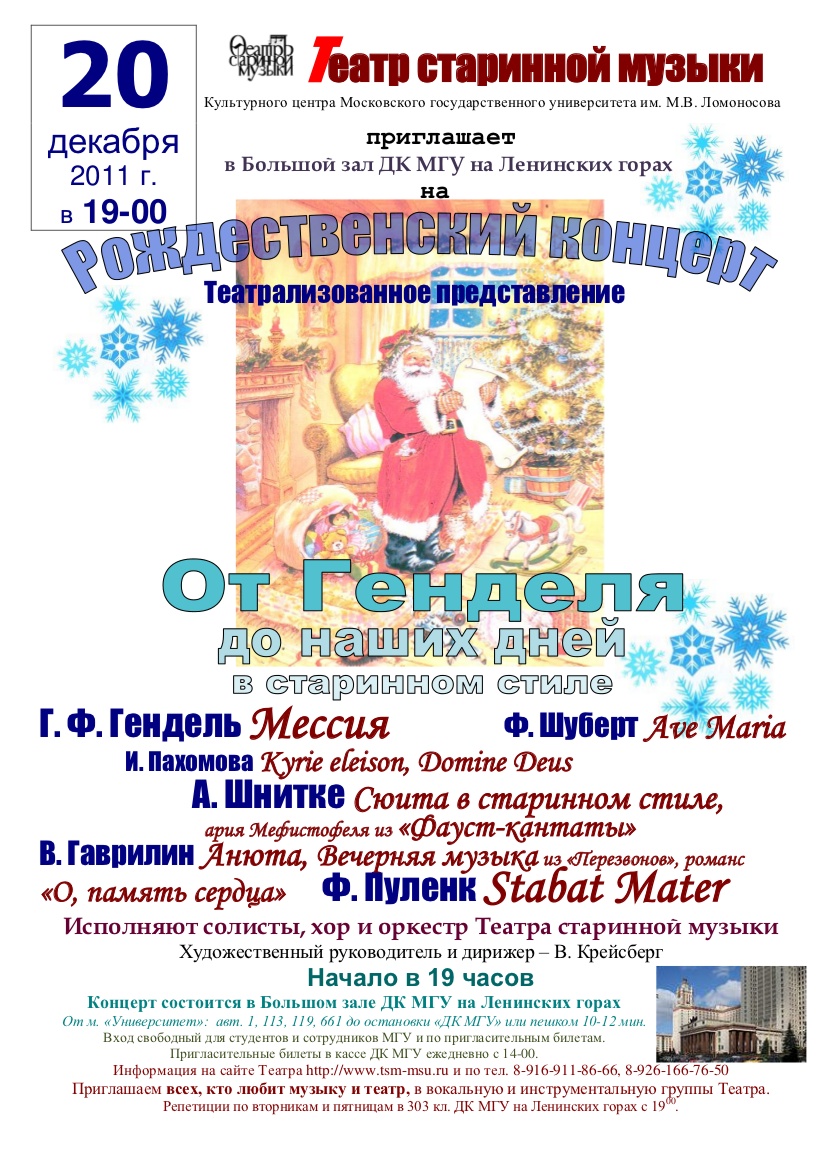 20
декабря
2011 г.
в 19-00
Театръ
старинной
музыки
Театр старинной музыки
Культурного центра Московского государственного университета им. М.В. Ломоносова
приглашает
в Большой зал ДК МГУ на Ленинских горах
на
Рождественский концерт
Театрализованное представление
От Генделя
до наших дней
в старинном стиле
Г. Ф. Гендель Мессия Ф. Шуберт Ave Maria
И. Пахомова Kyrie eleison, Domine Deus
А. Шнитке Сюита в старинном стиле,
ария Мефистофеля из «Фауст-кантаты»
В. Гаврилин Анюта, Вечерняя музыка из «Перезвонов», романс
«О, память сердца» Ф. Пуленк Stabat Mater
Исполняют солисты, хор и оркестр Театра старинной музыки
Художественный руководитель и дирижер – В. Крейсберг
Начало в 19 часов
Концерт состоится в Большом зале ДК МГУ на Ленинских горах
От м. «Университет»: авт. 1, 113, 119, 661 до остановки «ДК МГУ» или пешком 10-12 мин.
Вход свободный для студентов и сотрудников МГУ и по пригласительным билетам.
Пригласительные билеты в кассе ДК МГУ ежедневно с 14-00.
Информация на сайте Театра http://www.tsm-msu.ru и по тел. 8-916-911-86-66, 8-926-166-76-50
Приглашаем всех, кто любит музыку и театр, в вокальную и инструментальную группы Театра.
Репетиции по вторникам и пятницам в 303 кл. ДК МГУ на Ленинских горах с 19⁰⁰.